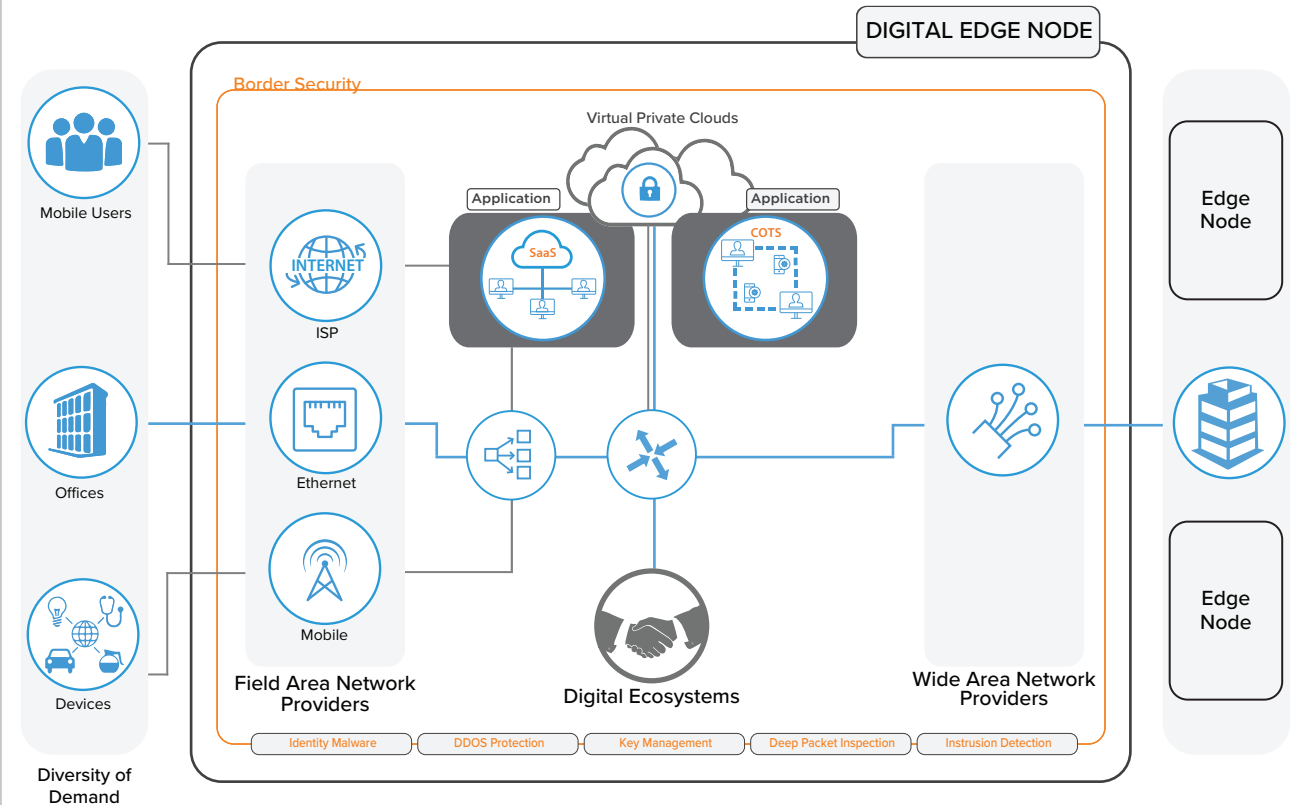 DIGITAL EDGE NODE
Border Security
Virtual Private Clouds
Mobile Users
Application
Application
SaaS
COTS
INTERNET
ISP
Edge
Node
Offices
Ethernet
Mobile
Devices
Field Area Network
Providers
Digital Ecosystems
Wide Area Network
Providers
Edge
Node
Identity Malware
DDOS Protection
Key Management
Deep Packet Inspection
Instrusion Detection
Diversity of
Demand